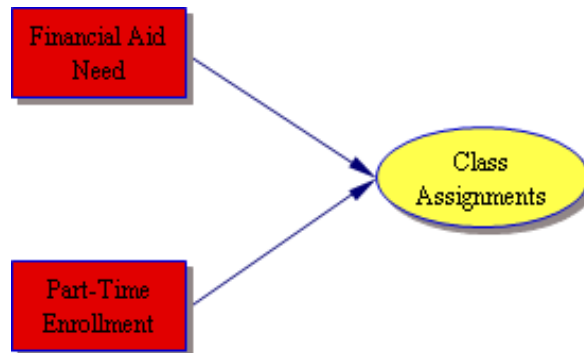 Financial Aid
Need
Class
Assignments
Part-Time
Enrollment